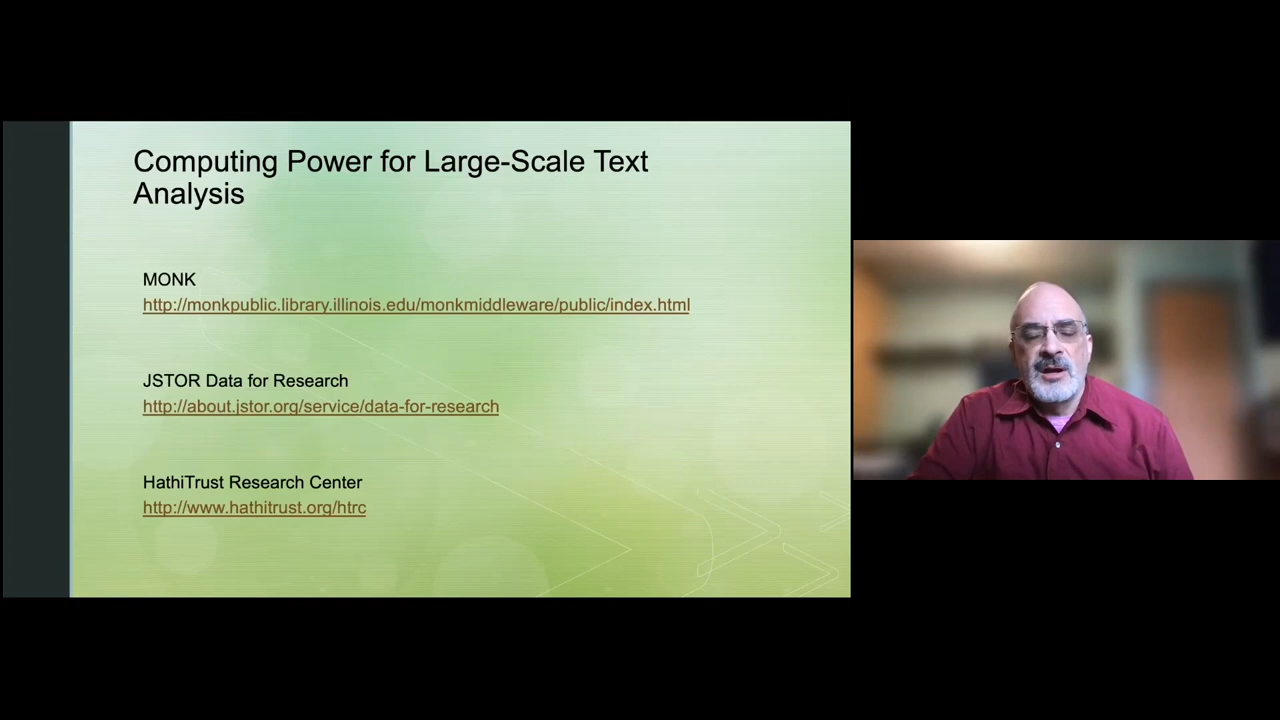 Computing Power for Large-Scale Text
Analysis
MONK
http://monkpublic.library.illinois.edu/monkmiddleware/public/index.html
JSTOR Data for Research
http://about.jstor.org/service/data-for-research
HathiTrust Research Center
http://www.hathitrust.org/htrc